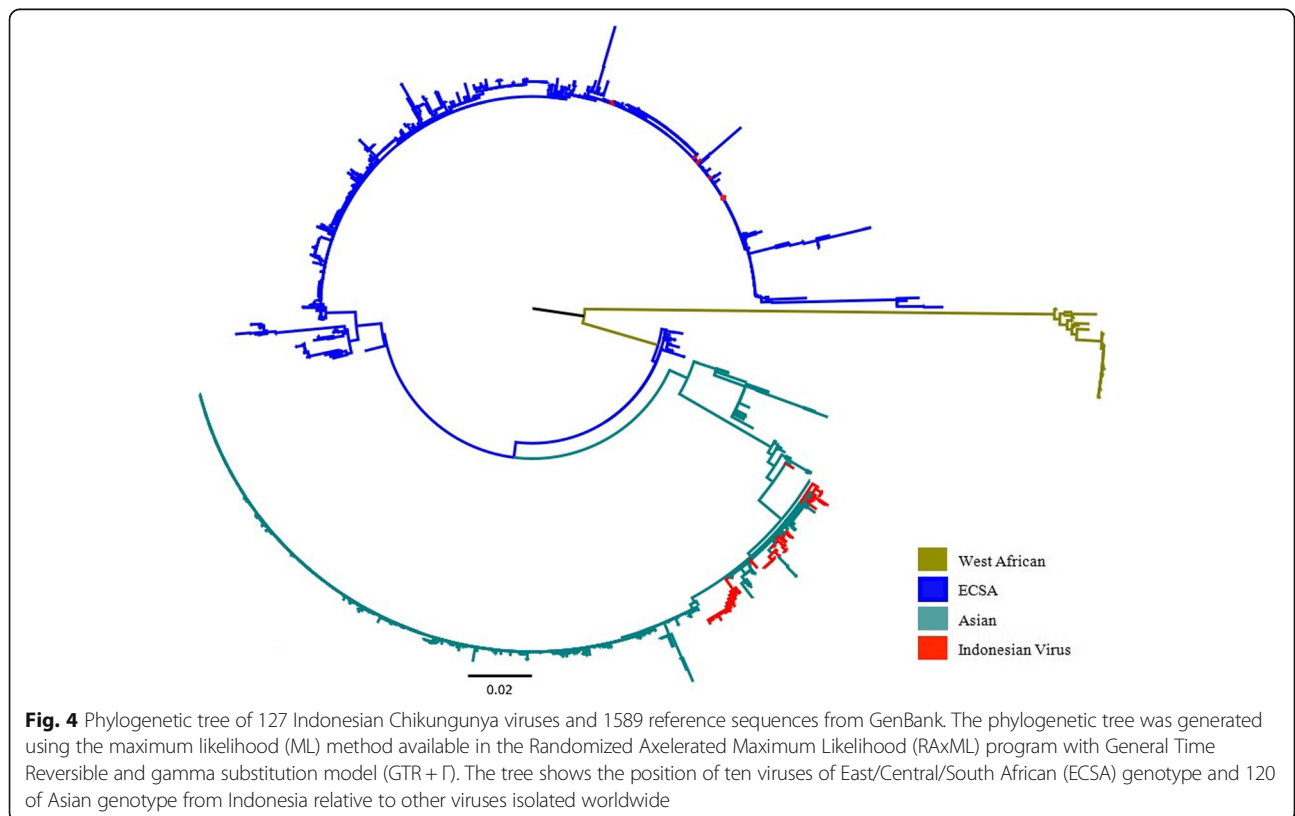 West African
ECSA
Asian
Indonesian Virus
0.02
Fig. 4 Phylogenetic tree of 127 Indonesian Chikungunya viruses and 1589 reference sequences from GenBank. The phylogenetic tree was generated
using the maximum likelihood (ML) method available in the Randomized Axelerated Maximum Likelihood (RAxML) program with General Time
Reversible and gamma substitution model (GTR + Γ). The tree shows the position of ten viruses of East/Central/South African (ECSA) genotype and 120
of Asian genotype from Indonesia relative to other viruses isolated worldwide